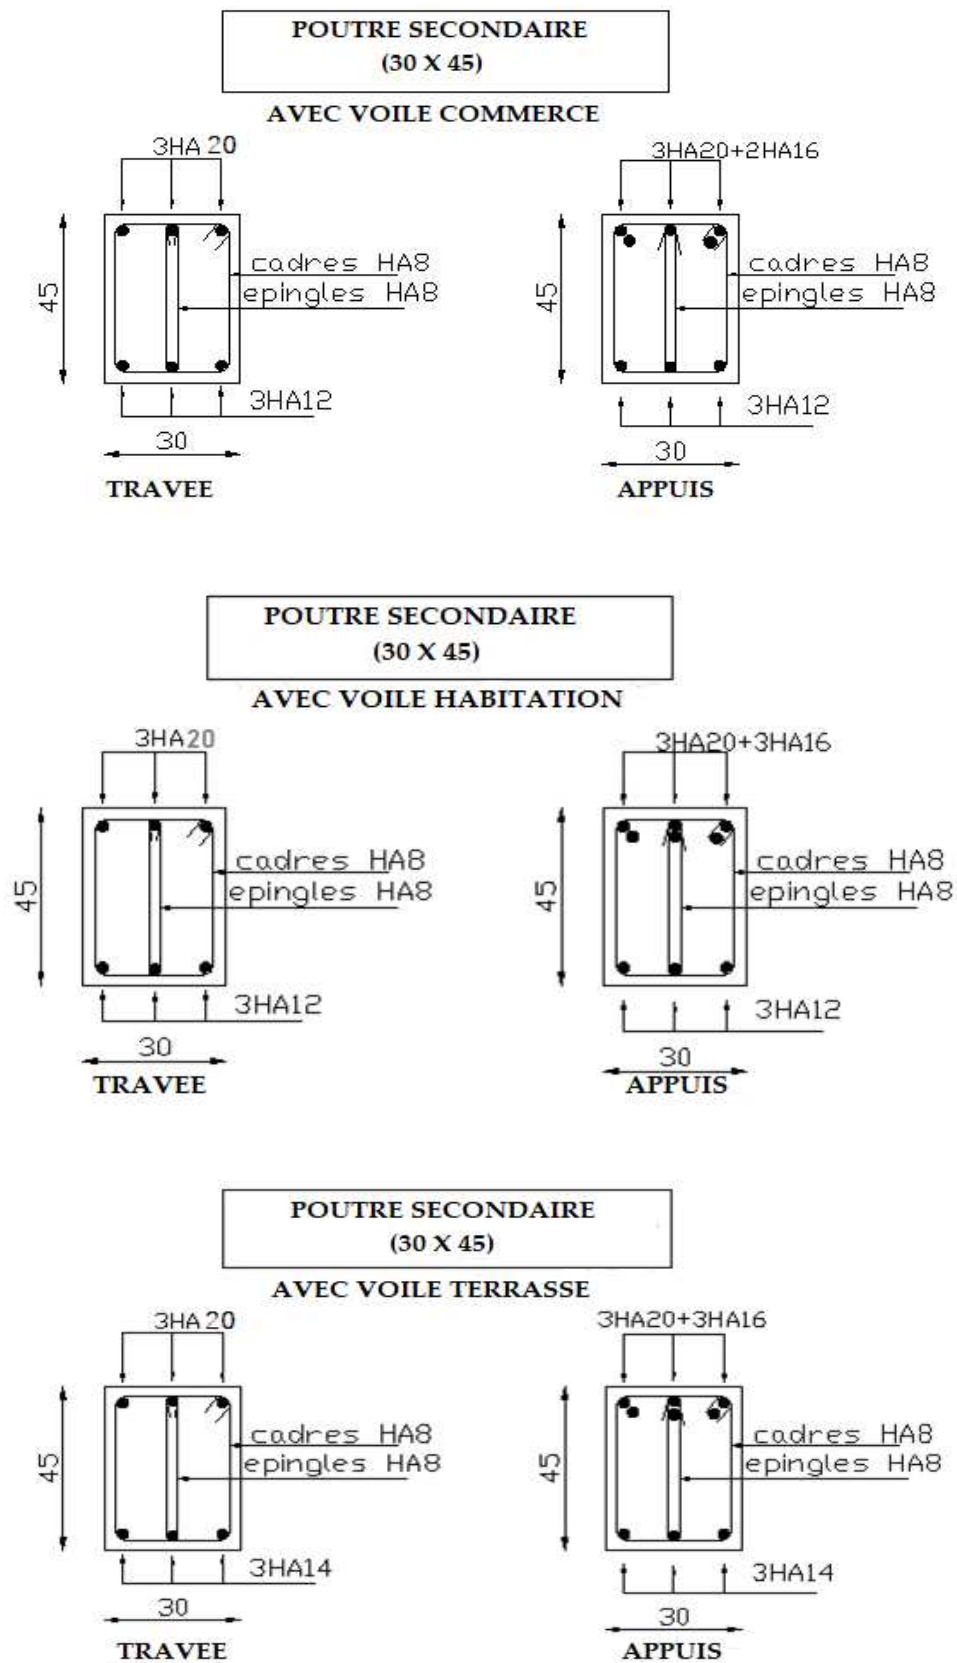 POUTRE SECONDAIRE
(30 X 45)
AVEC VOILE COMMERCE
3HA 20
3HA20+2HA16
45
cadres HA8
epingles HA8
45
cadres HA8
epingles HA8
3HA12
3HA12
30
30
TRAVEE
APPUIS
POUTRE SECONDAIRE
(30 X 45)
AVEC VOILE HABITATION
3HA20
3HA20+3HA16
45
cadres HA8
epingles HA8
45
cadres HA8
epingles HA8
3HA12
3HA12
30
30
TRAVEE
APPUIS
POUTRE SECONDAIRE
(30 X 45)
AVEC VOILE TERRASSE
3HA 20
3HA20+3HA16
45
cadres HA8
epingles HA8
45
cadres HA8
epingles HA8
3HA14
3HA14
30
30
TRAVEE
APPUIS